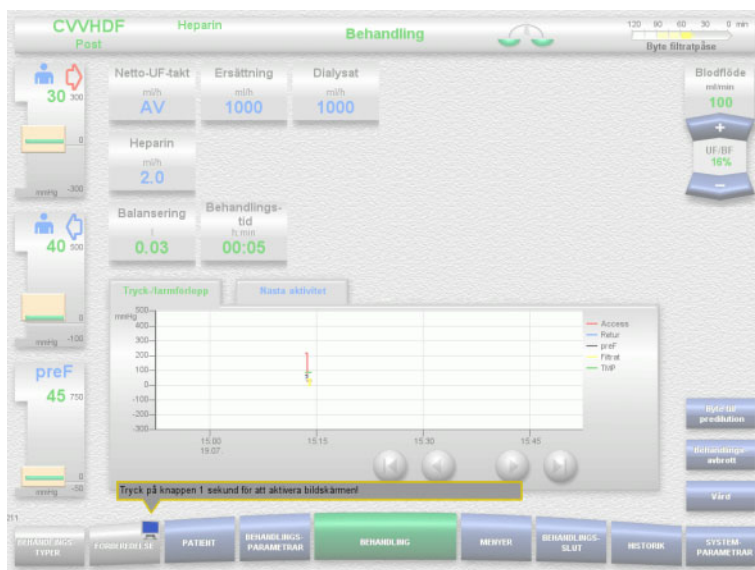 CVVHDF
Post
Heparin
Behandling
120 90 60 30 0 min
Byte filtratpåse
30
300
0
mmHg
-300
Netto-UF-takt
ml/h
AV
Ersättning
ml/h
1000
Dialysat
ml/h
1000
Blodflöde
ml/min
100
+
UF/BF
16%
−
Heparin
ml/h
2.0
40
500
0
mmHg
-100
Balansering
l
0.03
Behandlings-
tid
h:min
00:05
Tryck-/larmförlopp
Nästa aktivitet
preF
45
750
0
mmHg
-50
mmHg
500
400
300
200
100
0
-100
-200
-300
15:00
19.07.
15:15
15:30
15:45
Access
Retur
preF
Filtrat
TMP
Byte till
predilution
Behandlings-
avbrott
Vård
Tryck på knappen 1 sekund för att aktivera bildskärmen!
211
BEHANDLINGS-
TYPER
FÖRBEREDELSE
PATIENT
BEHANDLINGS-
PARAMETRAR
BEHANDLING
MENYER
BEHANDLINGS-
SLUT
HISTORIK
SYSTEM-
PARAMETRAR